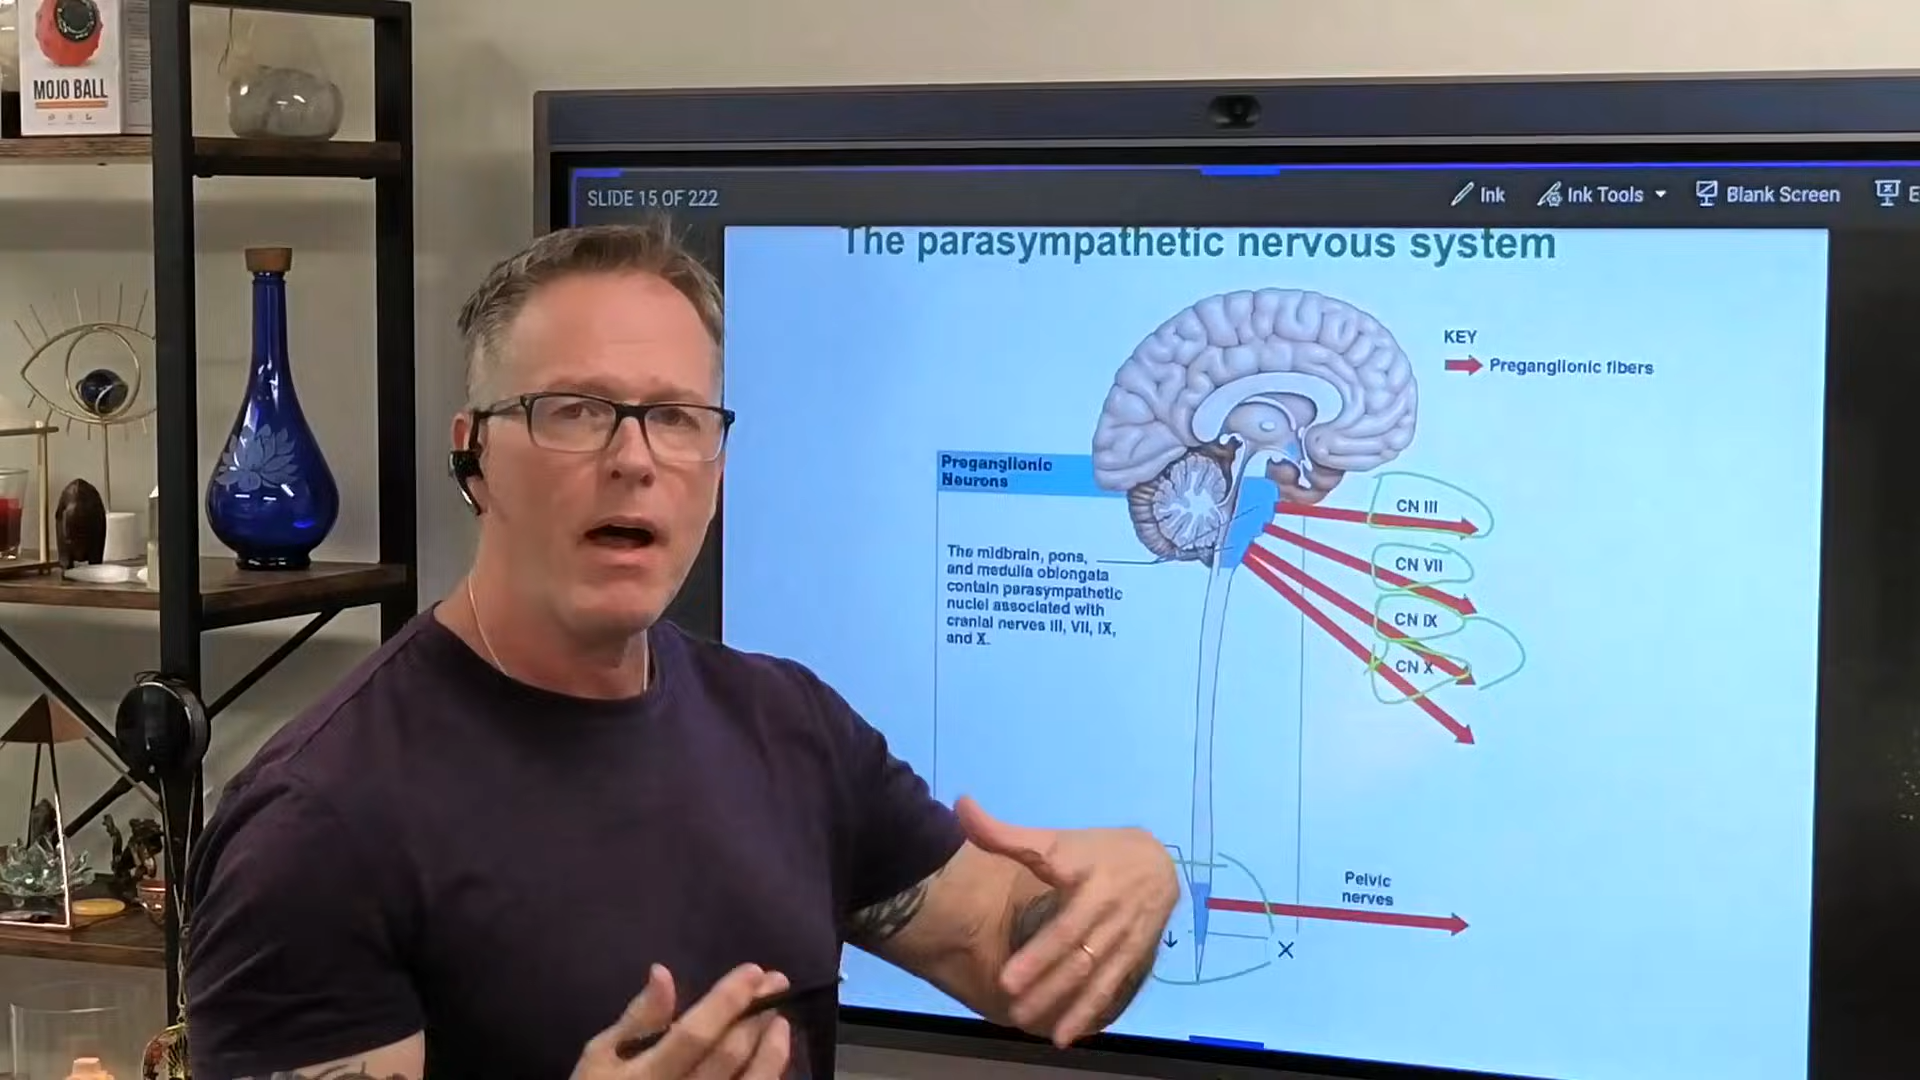 MOJO BALL
SLIDE 15 OF 222
Ink
Ink Tools
Blank Screen
E
The parasympathetic nervous system
KEY
Preganglionic fibers
Preganglionic
Neurons
The midbrain, pons,
and medulla oblongata
contain parasympathetic
nuclei associated with
cranial nerves III, VII, IX,
and X.
CN III
CN VII
CN IX
CN X
Pelvic
nerves